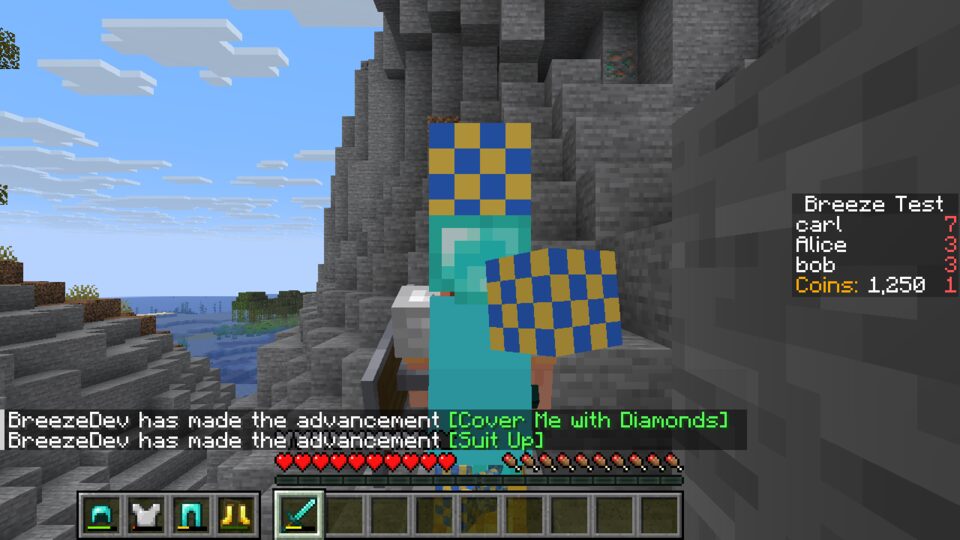 Breeze Test
carl 7
Alice 3
bob 3
Coins: 1,250 1
BreezeDev has made the advancement [Cover Me with Diamonds]
BreezeDev has made the advancement [Suit Up]